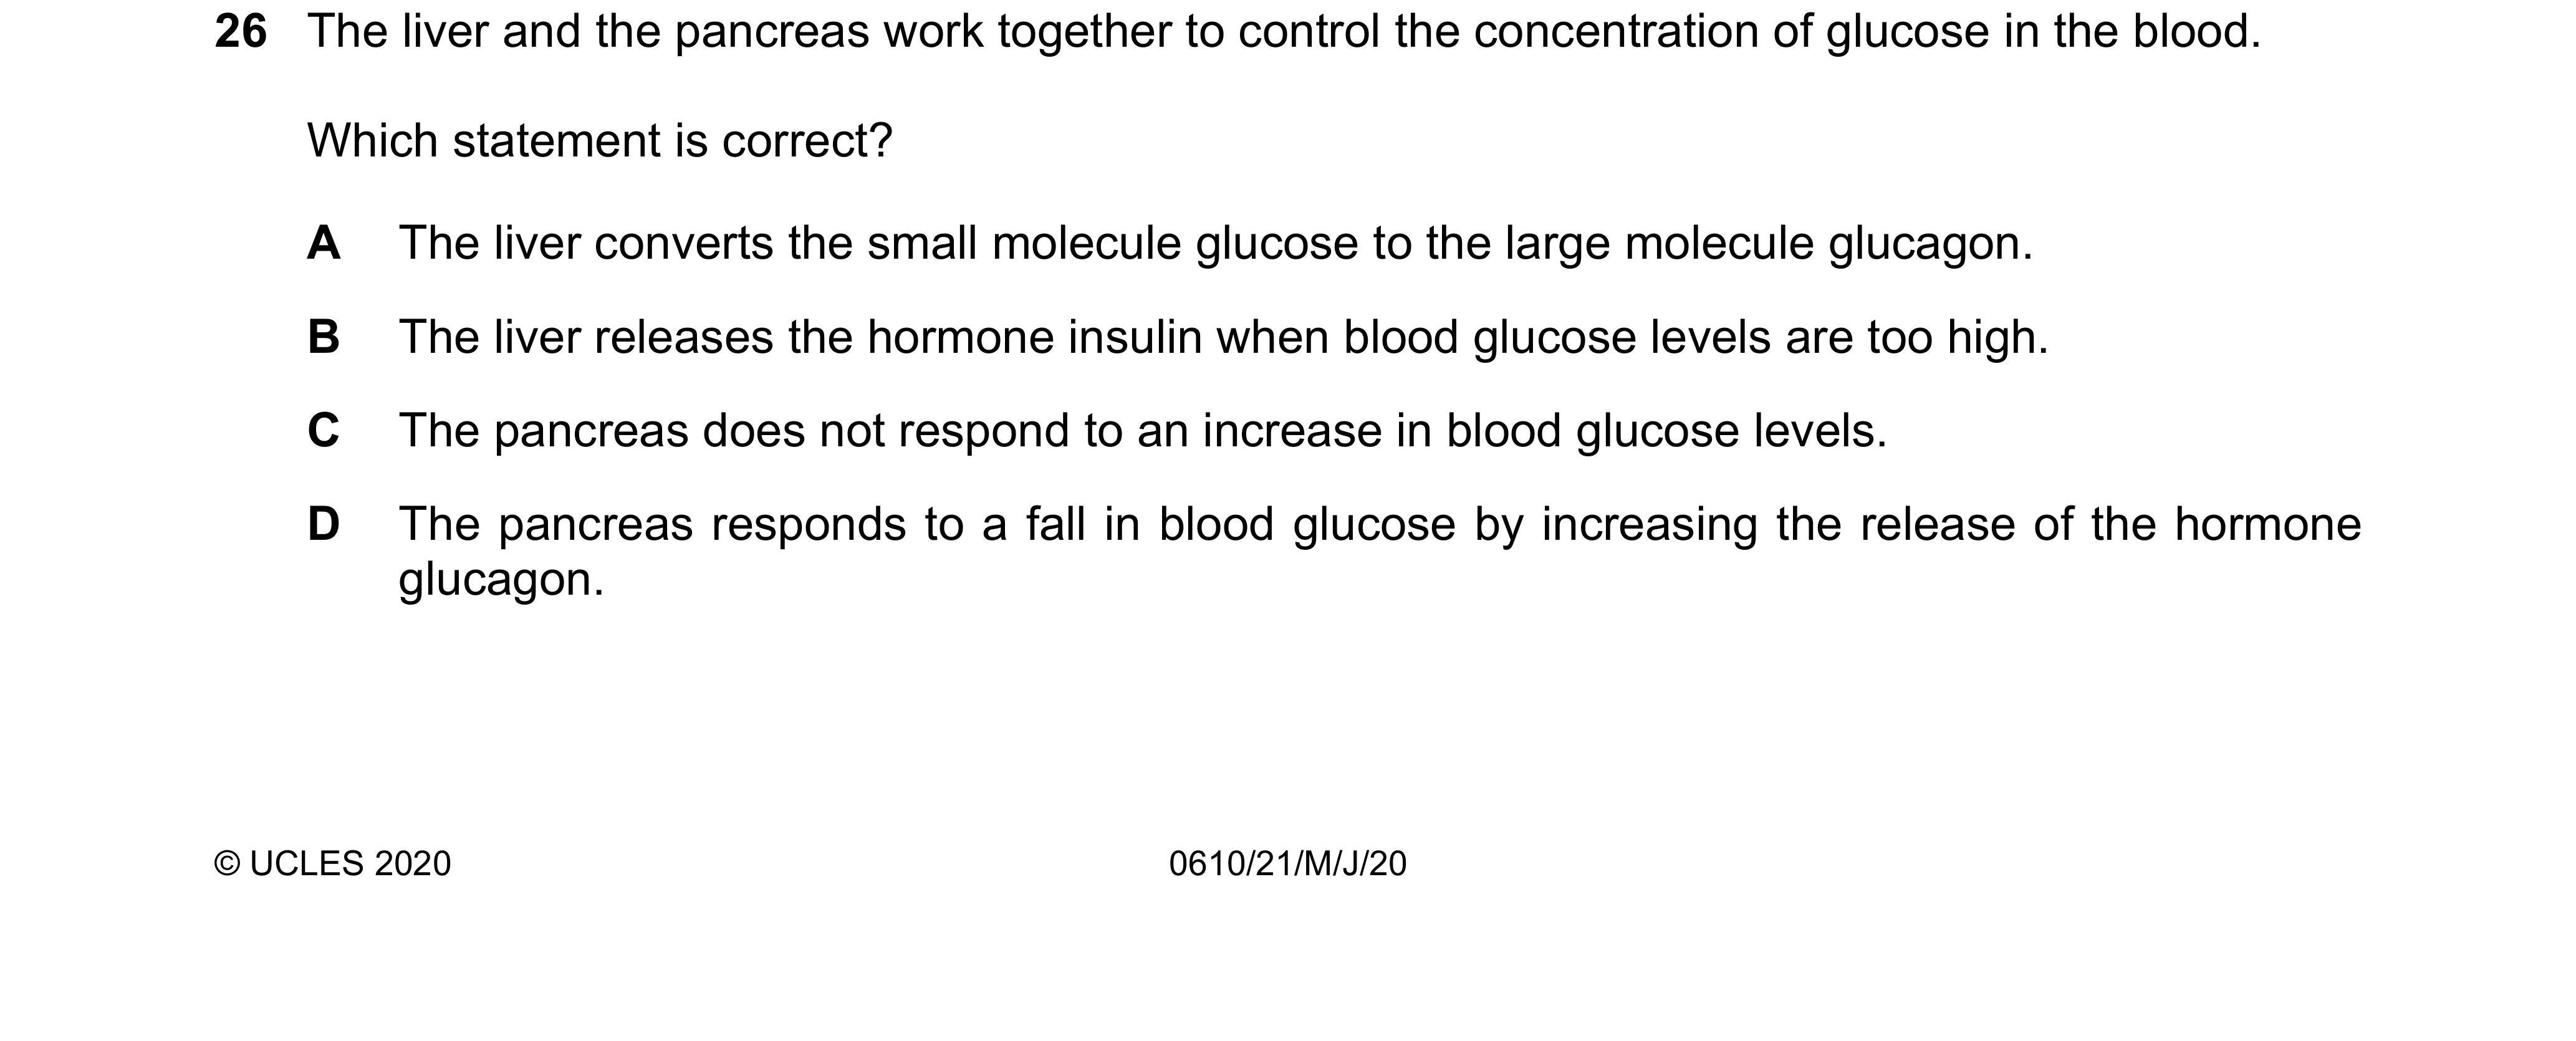 26 The liver and the pancreas work together to control the concentration of glucose in the blood.
Which statement is correct?
A The liver converts the small molecule glucose to the large molecule glucagon.
B The liver releases the hormone insulin when blood glucose levels are too high.
C The pancreas does not respond to an increase in blood glucose levels.
D The pancreas responds to a fall in blood glucose by increasing the release of the hormone
glucagon.
© UCLES 2020 0610/21/M/J/20